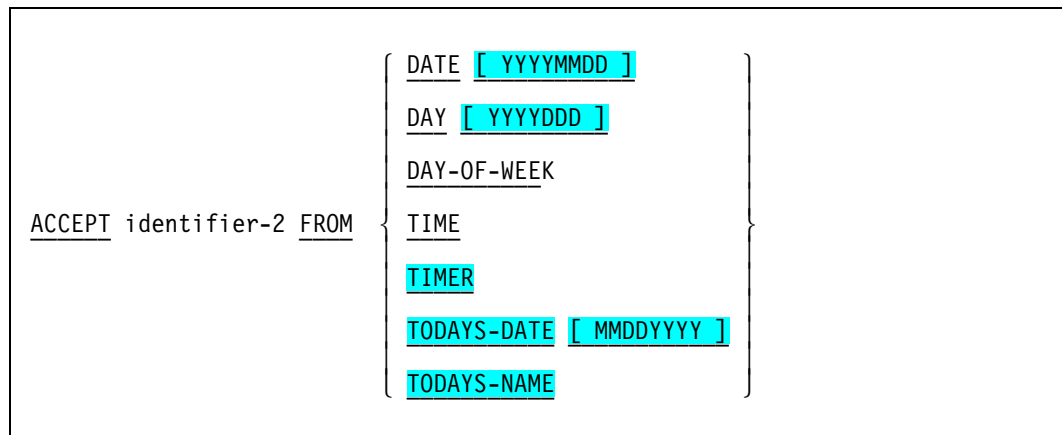 DATE [ YYYYMMDD ]
DAY [ YYYYDDD ]
DAY-OF-WEEK
ACCEPT identifier-2 FROM TIME
TIMER
TODAYS-DATE [ MMDDYYYY ]
TODAYS-NAME